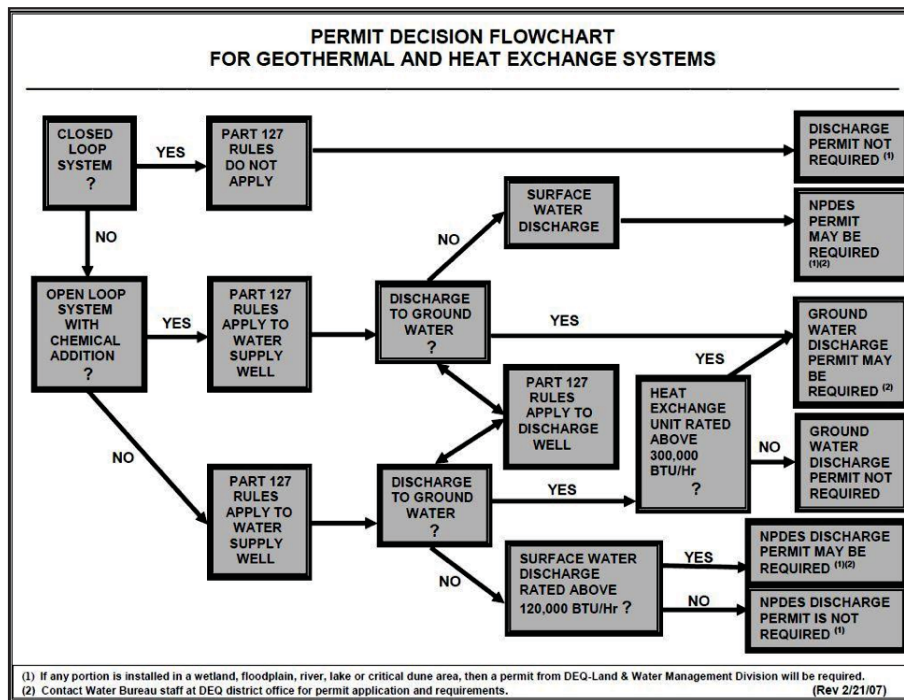 PERMIT DECISION FLOWCHART
FOR GEOTHERMAL AND HEAT EXCHANGE SYSTEMS
CLOSED
LOOP
SYSTEM
?
YES
PART 127
RULES
DO NOT
APPLY
DISCHARGE
PERMIT NOT
REQUIRED (1)
NO
SURFACE
WATER
DISCHARGE
NPDES
PERMIT
MAY BE
REQUIRED
(1)(2)
NO
OPEN LOOP
SYSTEM
WITH
CHEMICAL
ADDITION
?
YES
PART 127
RULES
APPLY TO
WATER
SUPPLY
WELL
DISCHARGE
TO GROUND
WATER
?
YES
GROUND
WATER
DISCHARGE
PERMIT MAY
BE
REQUIRED (2)
YES
PART 127
RULES
APPLY TO
DISCHARGE
WELL
HEAT
EXCHANGE
UNIT RATED
ABOVE
300,000
BTU/Hr
?
NO
GROUND
WATER
DISCHARGE
PERMIT NOT
REQUIRED
NO
PART 127
RULES
APPLY TO
WATER
SUPPLY
WELL
DISCHARGE
TO GROUND
WATER
?
YES
NO
SURFACE WATER
DISCHARGE
RATED ABOVE
120,000 BTU/Hr ?
YES
NPDES DISCHARGE
PERMIT MAY BE
REQUIRED (1)(2)
NO
NPDES DISCHARGE
PERMIT IS NOT
REQUIRED (1)
(1) If any portion is installed in a wetland, floodplain, river, lake or critical dune area, then a permit from DEQ-Land & Water Management Division will be required.
(2) Contact Water Bureau staff at DEQ district office for permit application and requirements.
(Rev 2/21/07)